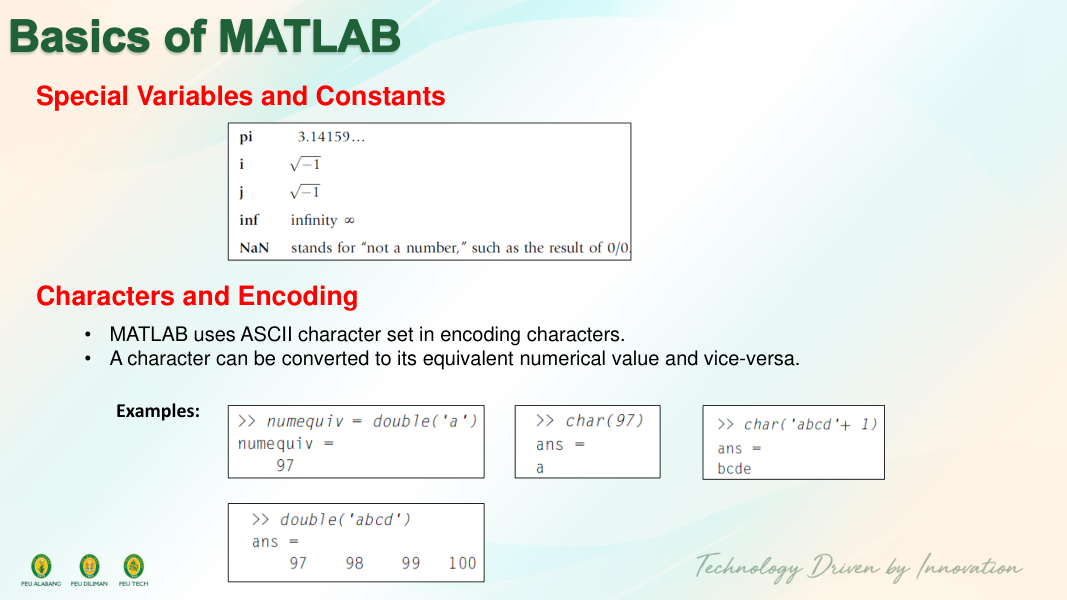 Basics of MATLAB
Special Variables and Constants
pi 3.14159…
i √−1
j √−1
inf infinity ∞
NaN stands for “not a number,” such as the result of 0/0.
Characters and Encoding
• MATLAB uses ASCII character set in encoding characters.
• A character can be converted to its equivalent numerical value and vice-versa.
Examples:
>> numequiv = double('a')
numequiv =
97
>> char(97)
ans =
a
>> char('abcd'+ 1)
ans =
bcde
>> double('abcd')
ans =
97 98 99 100
FEU ALABANG FEU DILIMAN FEU TECH
Technology Driven by Innovation